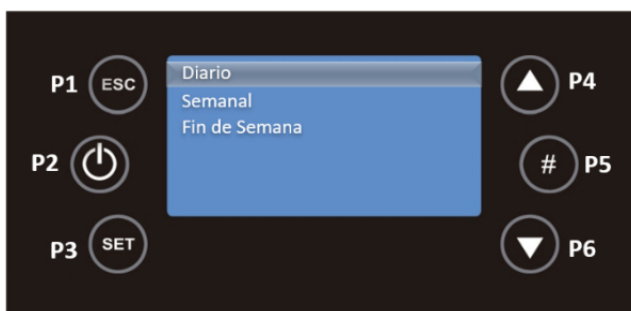 P1 ESC
Diario
P4
Semanal
Fin de Semana
P2
# P5
P3 SET
P6